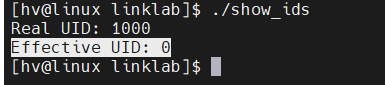 [hv@linux linklab]$ ./show_ids
Real UID: 1000
Effective UID: 0
[hv@linux linklab]$